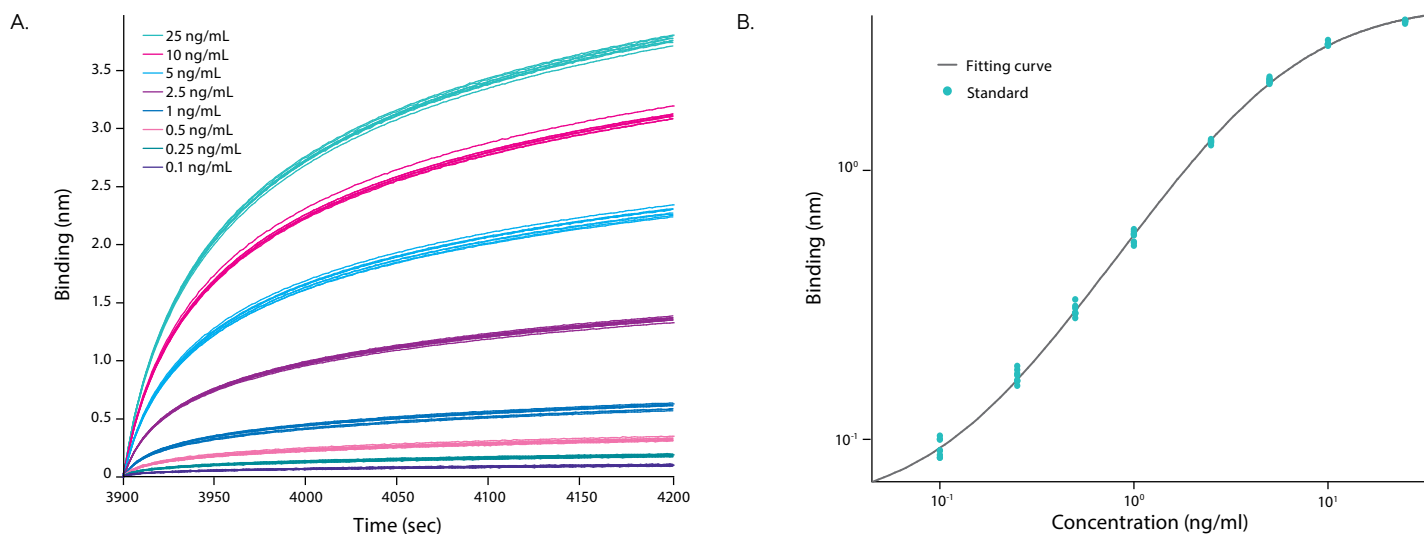 A.
25 ng/mL
10 ng/mL
5 ng/mL
2.5 ng/mL
1 ng/mL
0.5 ng/mL
0.25 ng/mL
0.1 ng/mL
Binding (nm)
3.5
3.0
2.5
2.0
1.5
1.0
0.5
0
3900
3950
4000
4050
4100
4150
4200
Time (sec)
B.
Fitting curve
Standard
Binding (nm)
10⁰
10⁻¹
10⁻¹
10⁰
10¹
Concentration (ng/ml)